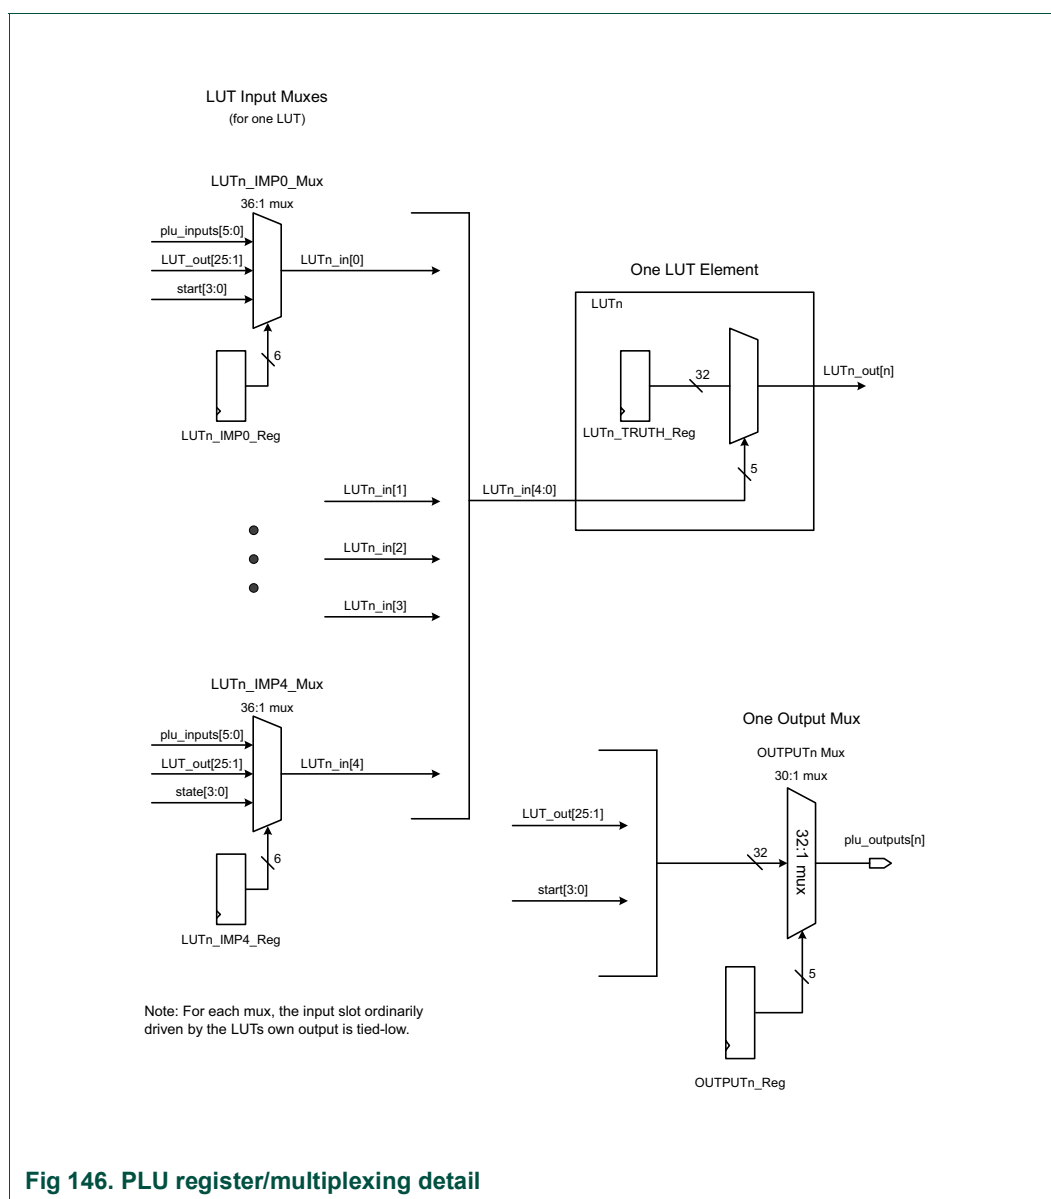 LUT Input Muxes
(for one LUT)
LUTn_IMP0_Mux
36:1 mux
plu_inputs[5:0]
LUT_out[25:1]
start[3:0]
LUTn_in[0]
6
LUTn_IMP0_Reg
One LUT Element
LUTn
32
LUTn_TRUTH_Reg
5
LUTn_out[n]
LUTn_in[1]
LUTn_in[4:0]
LUTn_in[2]
LUTn_in[3]
LUTn_IMP4_Mux
36:1 mux
plu_inputs[5:0]
LUT_out[25:1]
state[3:0]
LUTn_in[4]
6
LUTn_IMP4_Reg
One Output Mux
OUTPUTn Mux
30:1 mux
LUT_out[25:1]
start[3:0]
32
32:1 mux
plu_outputs[n]
5
OUTPUTn_Reg
Note: For each mux, the input slot ordinarily
driven by the LUTs own output is tied-low.
Fig 146. PLU register/multiplexing detail